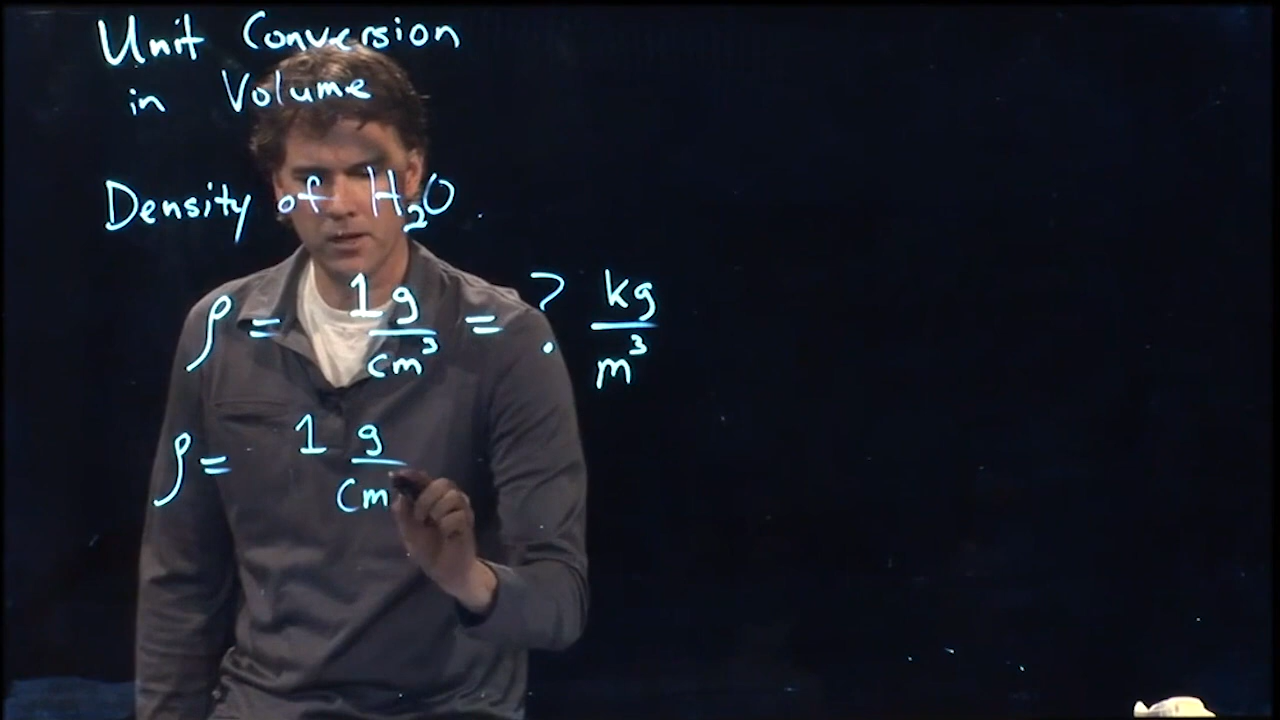 Unit Conversion
in Volume
Density of H₂O
ρ = 1 g/cm³ = ? kg/m³
ρ = 1 g/cm